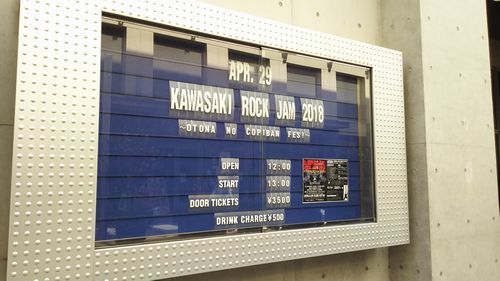 APR. 29
KAWASAKI ROCK JAM 2018
~OTONA NO COPIBAN FES!~
OPEN 12:00
START 13:00
DOOR TICKETS ¥3500
DRINK CHARGE ¥500